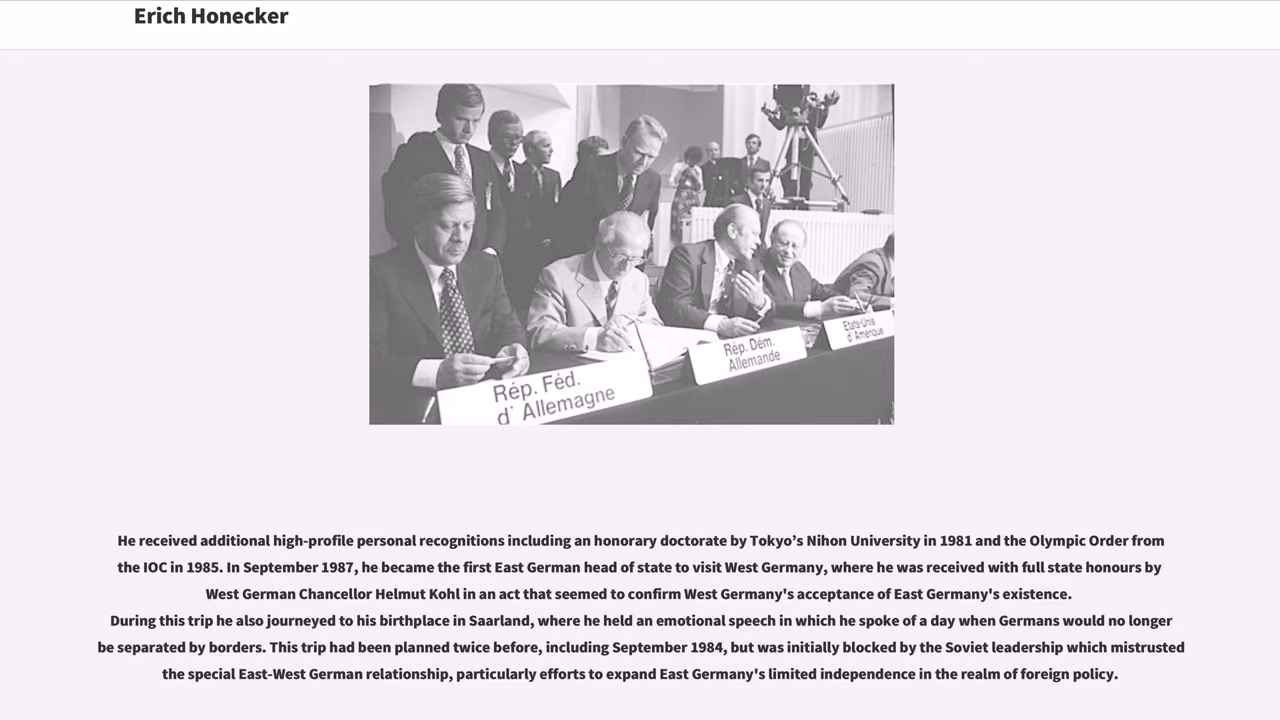 Erich Honecker
Rép. Féd.
d' Allemagne
Rép. Dém.
Allemande
Etats-Unis
d'Amérique
He received additional high-profile personal recognitions including an honorary doctorate by Tokyo’s Nihon University in 1981 and the Olympic Order from
the IOC in 1985. In September 1987, he became the first East German head of state to visit West Germany, where he was received with full state honours by
West German Chancellor Helmut Kohl in an act that seemed to confirm West Germany's acceptance of East Germany's existence.
During this trip he also journeyed to his birthplace in Saarland, where he held an emotional speech in which he spoke of a day when Germans would no longer
be separated by borders. This trip had been planned twice before, including September 1984, but was initially blocked by the Soviet leadership which mistrusted
the special East-West German relationship, particularly efforts to expand East Germany's limited independence in the realm of foreign policy.